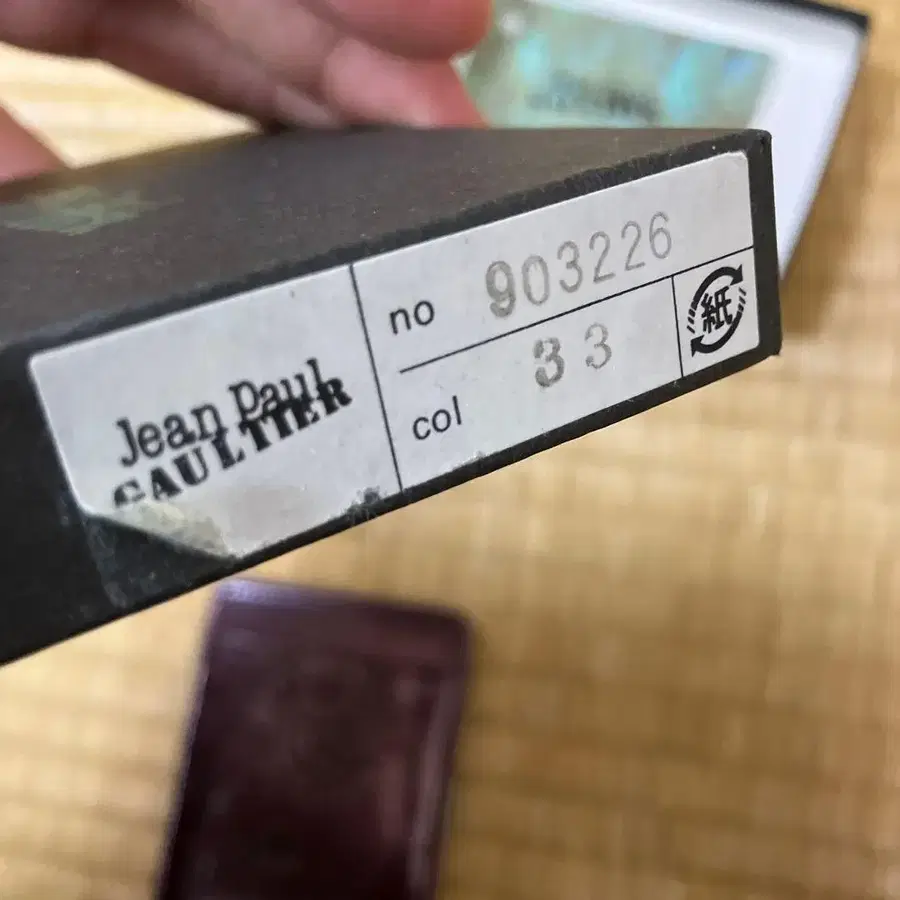 Jean Paul
GAULTIER
no 903226
col 33
紙